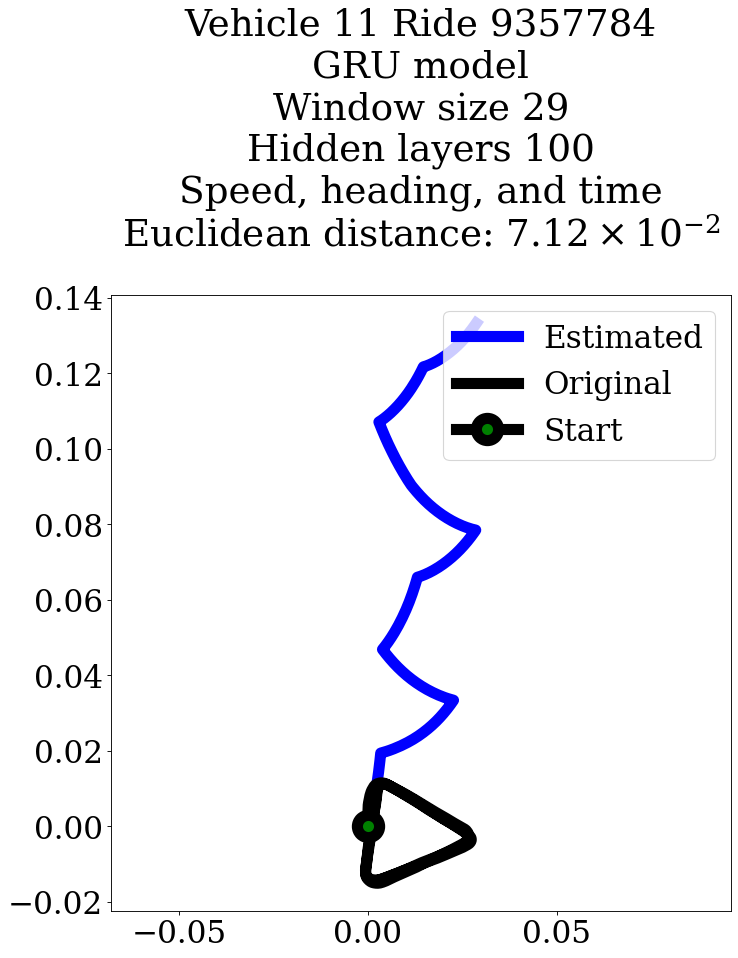 Vehicle 11 Ride 9357784
GRU model
Window size 29
Hidden layers 100
Speed, heading, and time
Euclidean distance: 7.12 × 10⁻²
0.14
0.12
0.10
0.08
0.06
0.04
0.02
0.00
−0.02
Estimated
Original
Start
−0.05 0.00 0.05